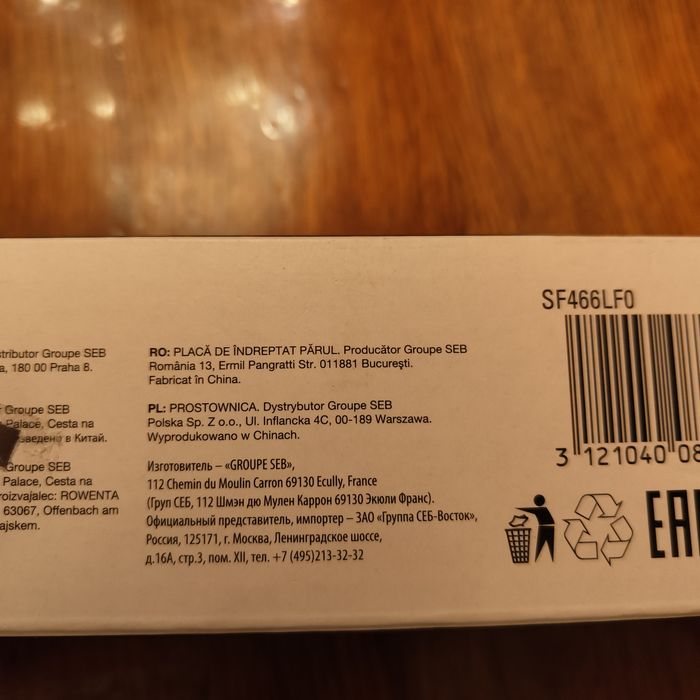 stributor Groupe SEB
a, 180 00 Praha 8.
Groupe SEB
Palace, Cesta na
зведено в Китай.
Groupe SEB
Palace, Cesta na
roizvajalec: ROWENTA
63067, Offenbach am
ajskem.
RO: PLACĂ DE ÎNDREPTAT PĂRUL. Producător Groupe SEB
România 13, Ermil Pangratti Str. 011881 Bucureşti.
Fabricat în China.
PL: PROSTOWNICA. Dystrybutor Groupe SEB
Polska Sp. Z o.o., Ul. Inflancka 4C, 00-189 Warszawa.
Wyprodukowano w Chinach.
Изготовитель – «GROUPE SEB»,
112 Chemin du Moulin Carron 69130 Ecully, France
(Груп СЕБ, 112 Шмэн дю Мулен Каррон 69130 Экюли Франс).
Официальный представитель, импортер – ЗАО «Группа СЕБ-Восток»,
Россия, 125171, г. Москва, Ленинградское шоссе,
д.16А, стр.3, пом. XII, тел. +7 (495)213-32-32
SF466LF0
3 121040 08
EAC